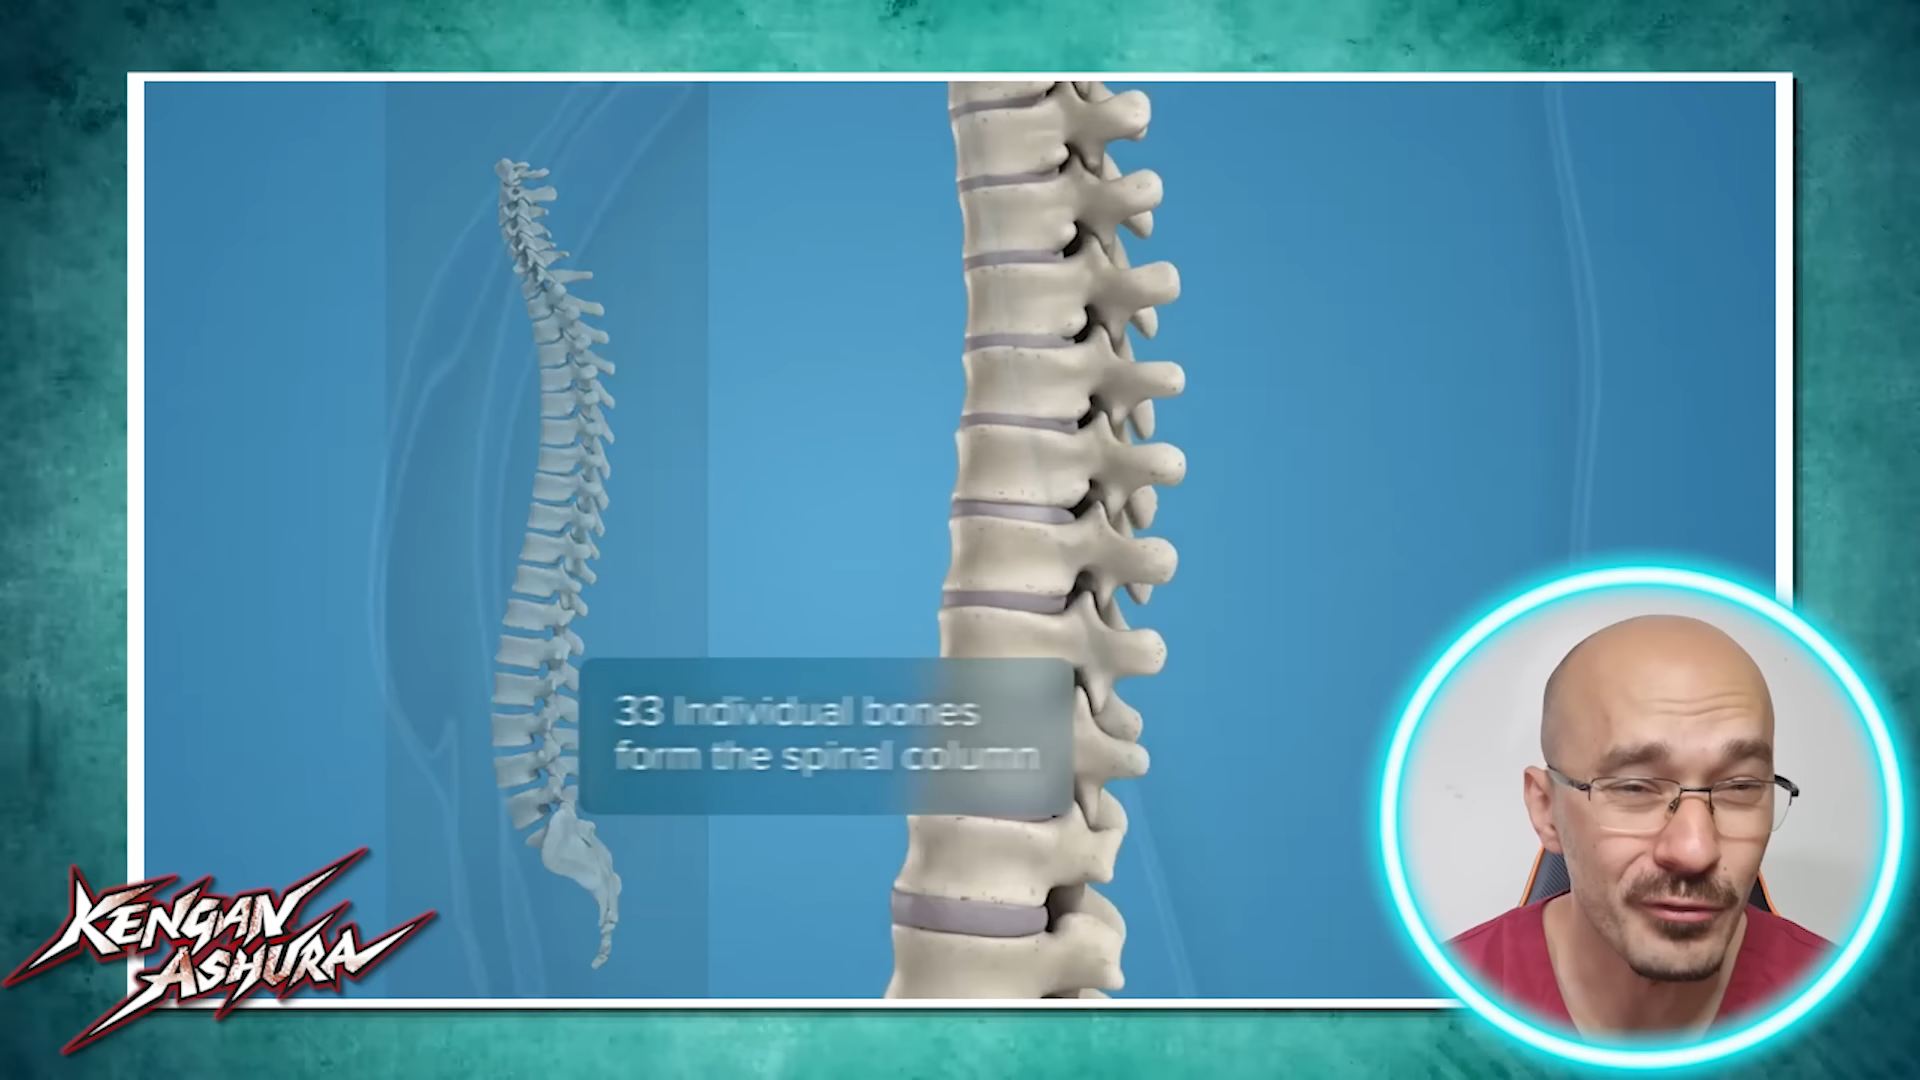 33 Individual bones
form the spinal column
KENGAN
ASHURA